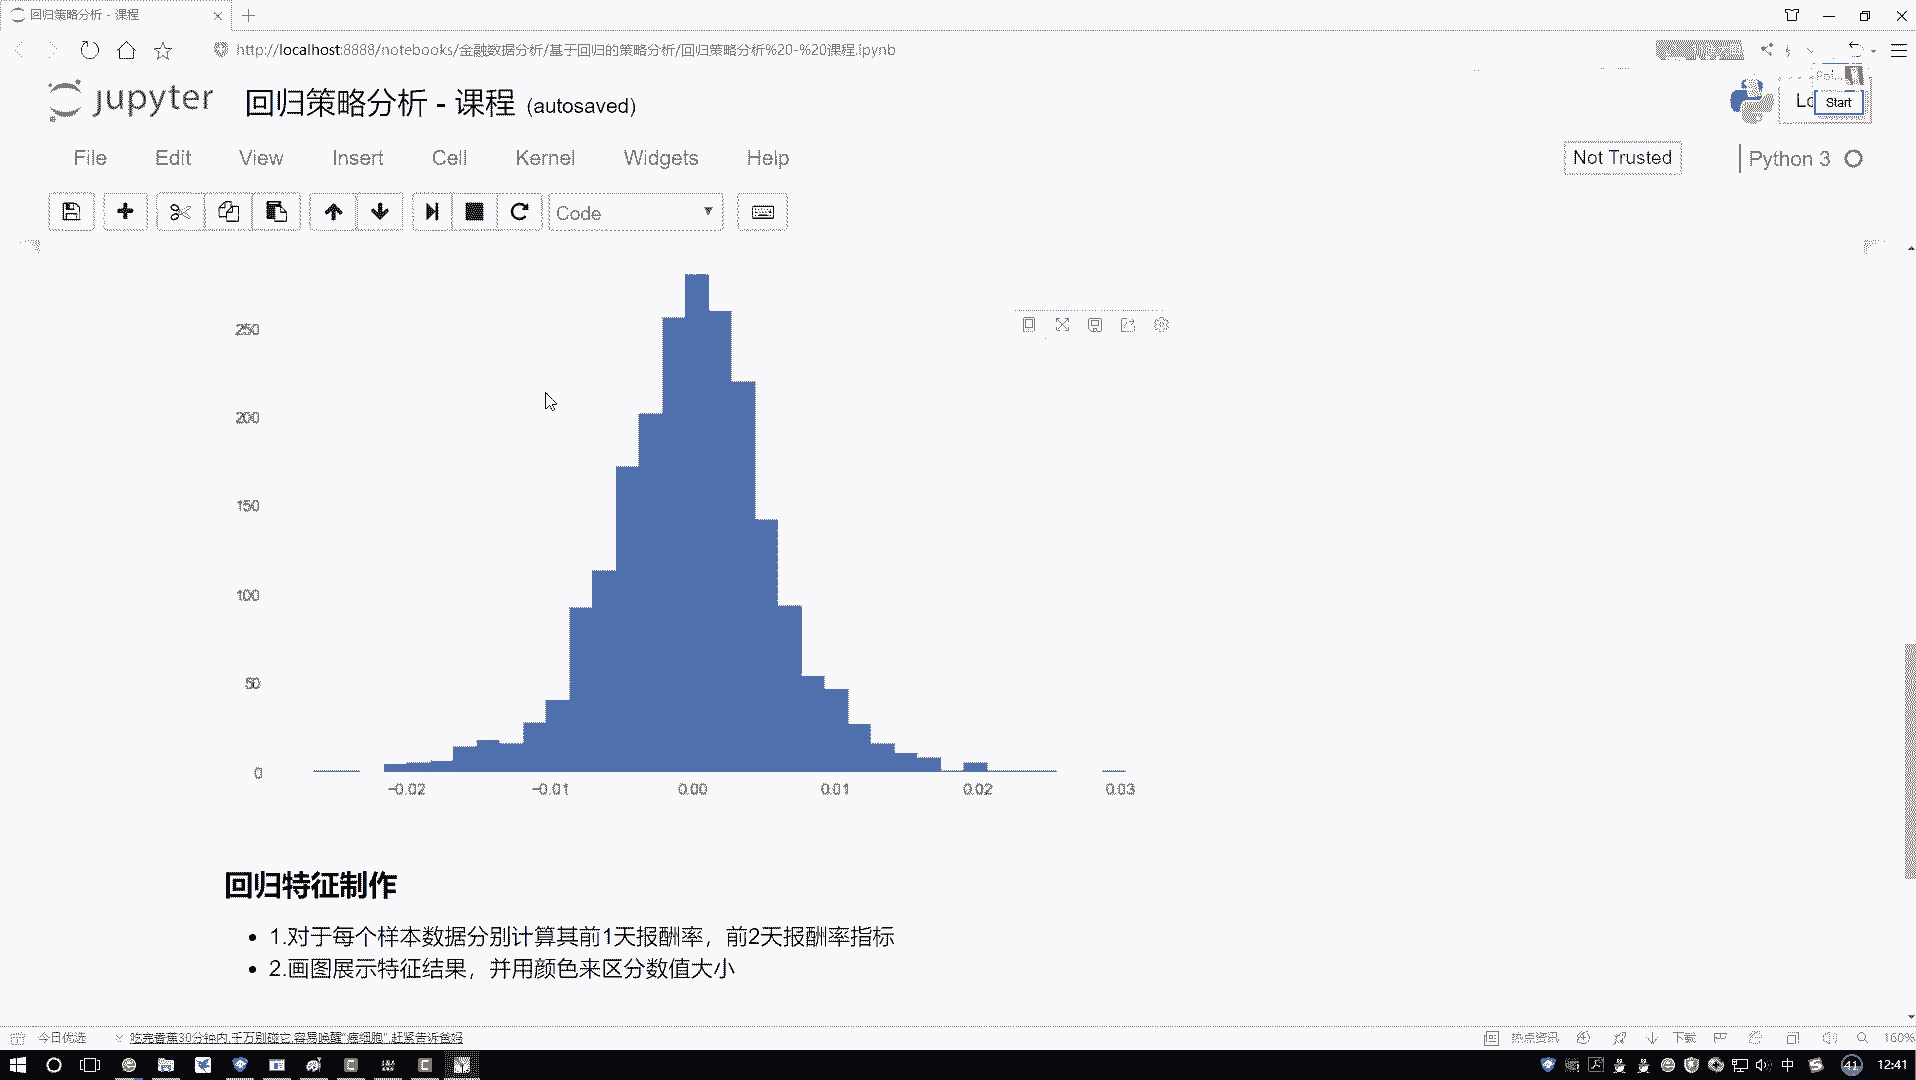 回归策略分析 - 课程
http://localhost:8888/notebooks/金融数据分析/基于回归的策略分析/回归策略分析%20-%20课程.ipynb
jupyter 回归策略分析 - 课程 (autosaved)
Start
File Edit View Insert Cell Kernel Widgets Help
Not Trusted
Python 3
Code
250
200
150
100
50
0
−0.02 −0.01 0.00 0.01 0.02 0.03
回归特征制作
1.对于每个样本数据分别计算其前1天报酬率，前2天报酬率指标
2.画图展示特征结果，并用颜色来区分数值大小
今日优选 吃完香蕉30分钟内,千万别碰它,容易唤醒"癌细胞",赶紧告诉爸妈
热点资讯 下载 160%
中 41 12:41